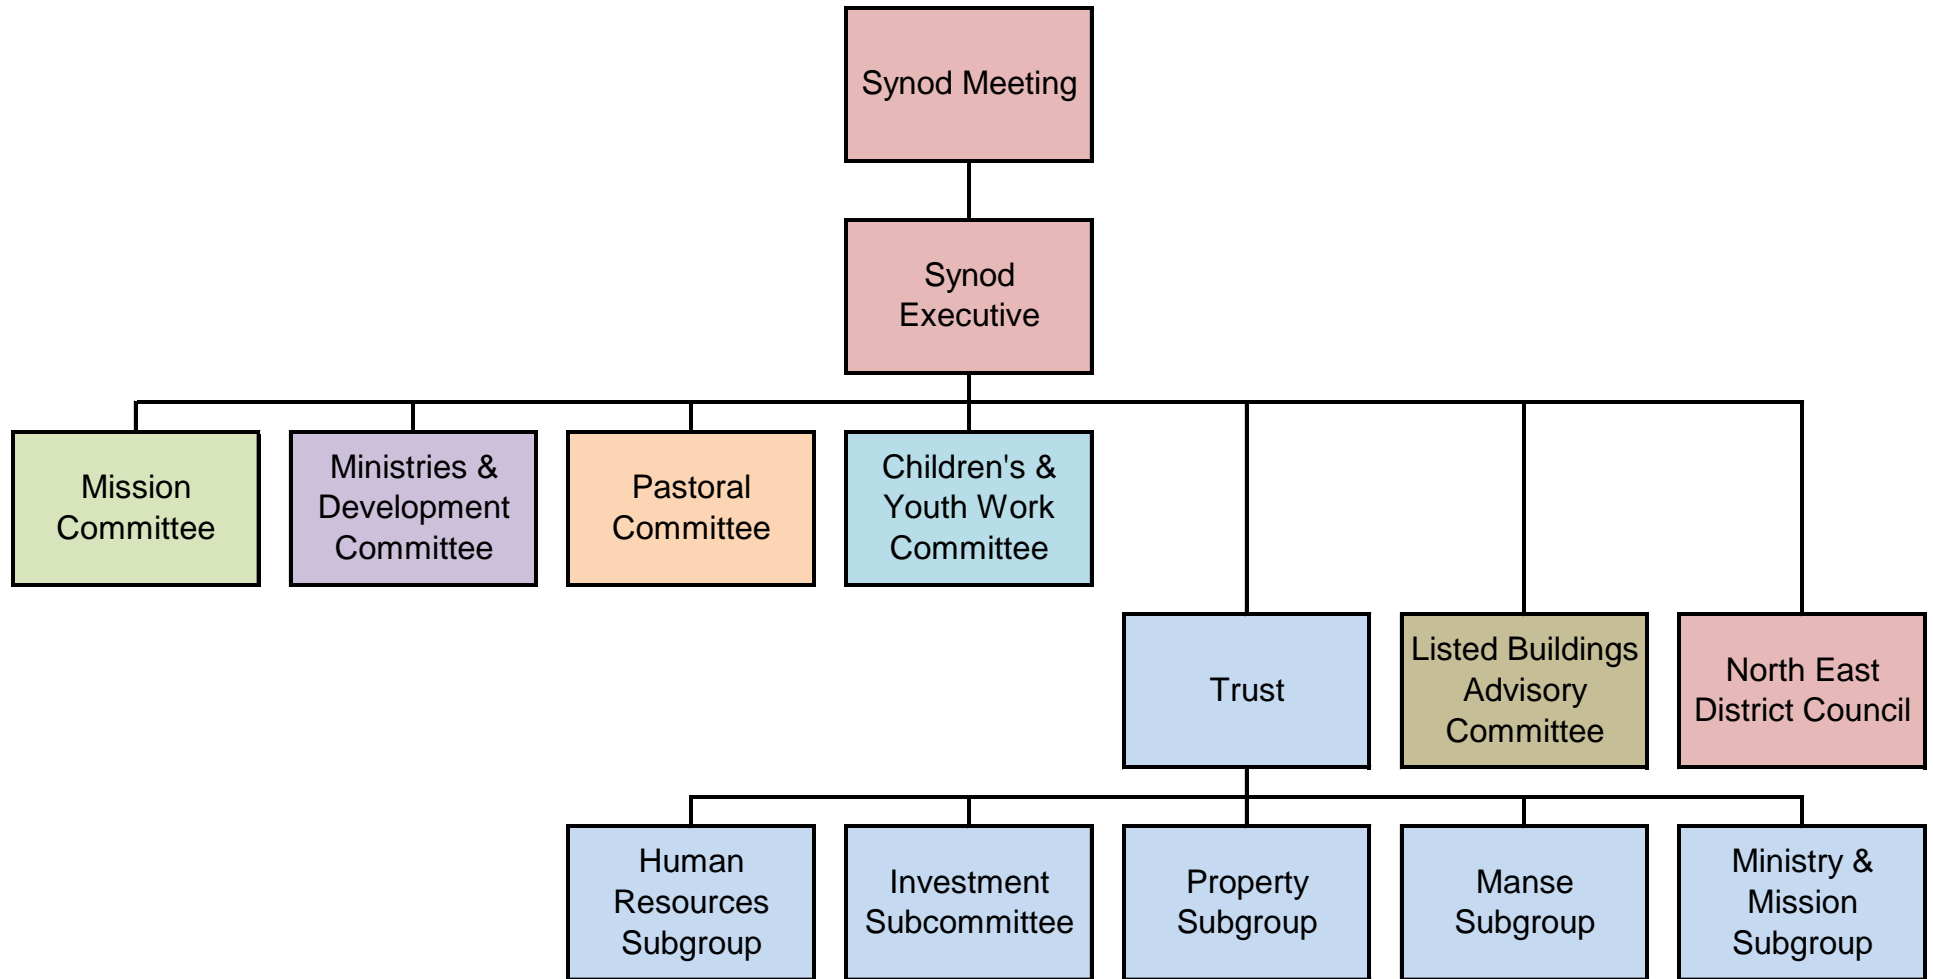 Synod Meeting
Synod
Executive
Mission
Committee
Ministries &
Development
Committee
Pastoral
Committee
Children's &
Youth Work
Committee
Trust
Listed Buildings
Advisory
Committee
North East
District Council
Human
Resources
Subgroup
Investment
Subcommittee
Property
Subgroup
Manse
Subgroup
Ministry &
Mission
Subgroup